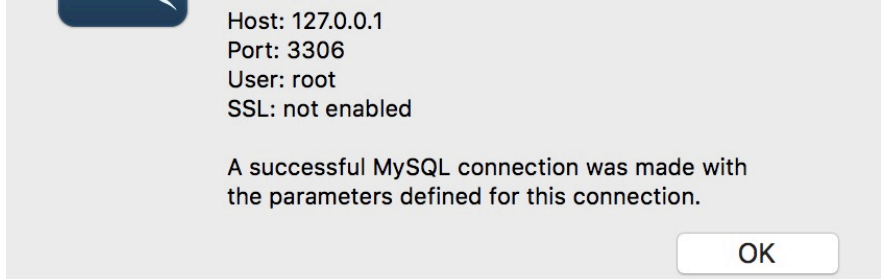 Host: 127.0.0.1
Port: 3306
User: root
SSL: not enabled
A successful MySQL connection was made with
the parameters defined for this connection.
OK